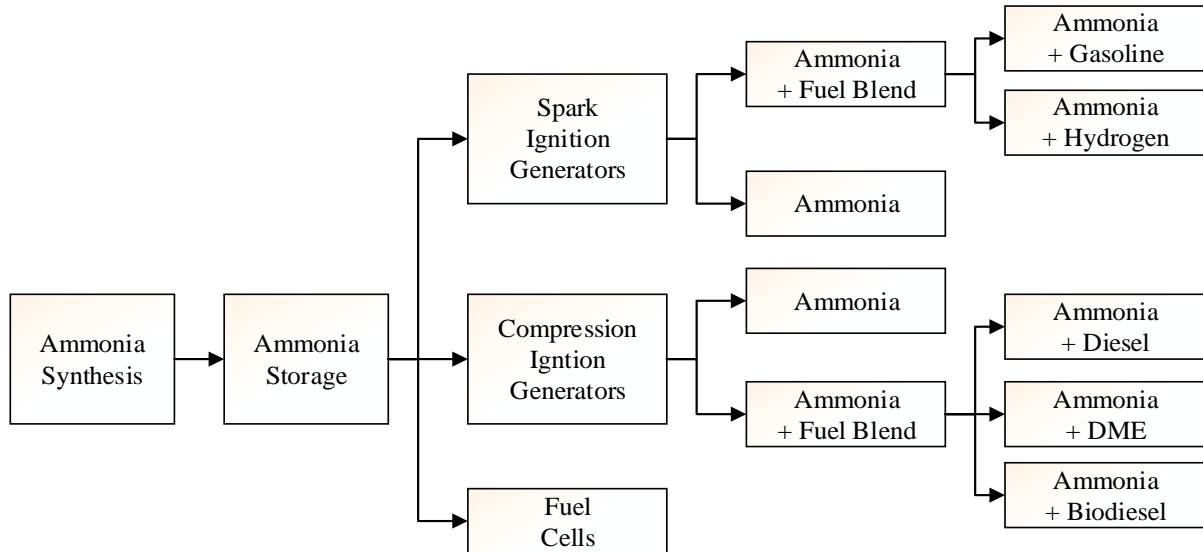 Ammonia
Synthesis
Ammonia
Storage
Spark
Ignition
Generators
Ammonia
+ Fuel Blend
Ammonia
+ Gasoline
Ammonia
+ Hydrogen
Ammonia
Compression
Igntion
Generators
Ammonia
Ammonia
+ Fuel Blend
Ammonia
+ Diesel
Ammonia
+ DME
Ammonia
+ Biodiesel
Fuel
Cells